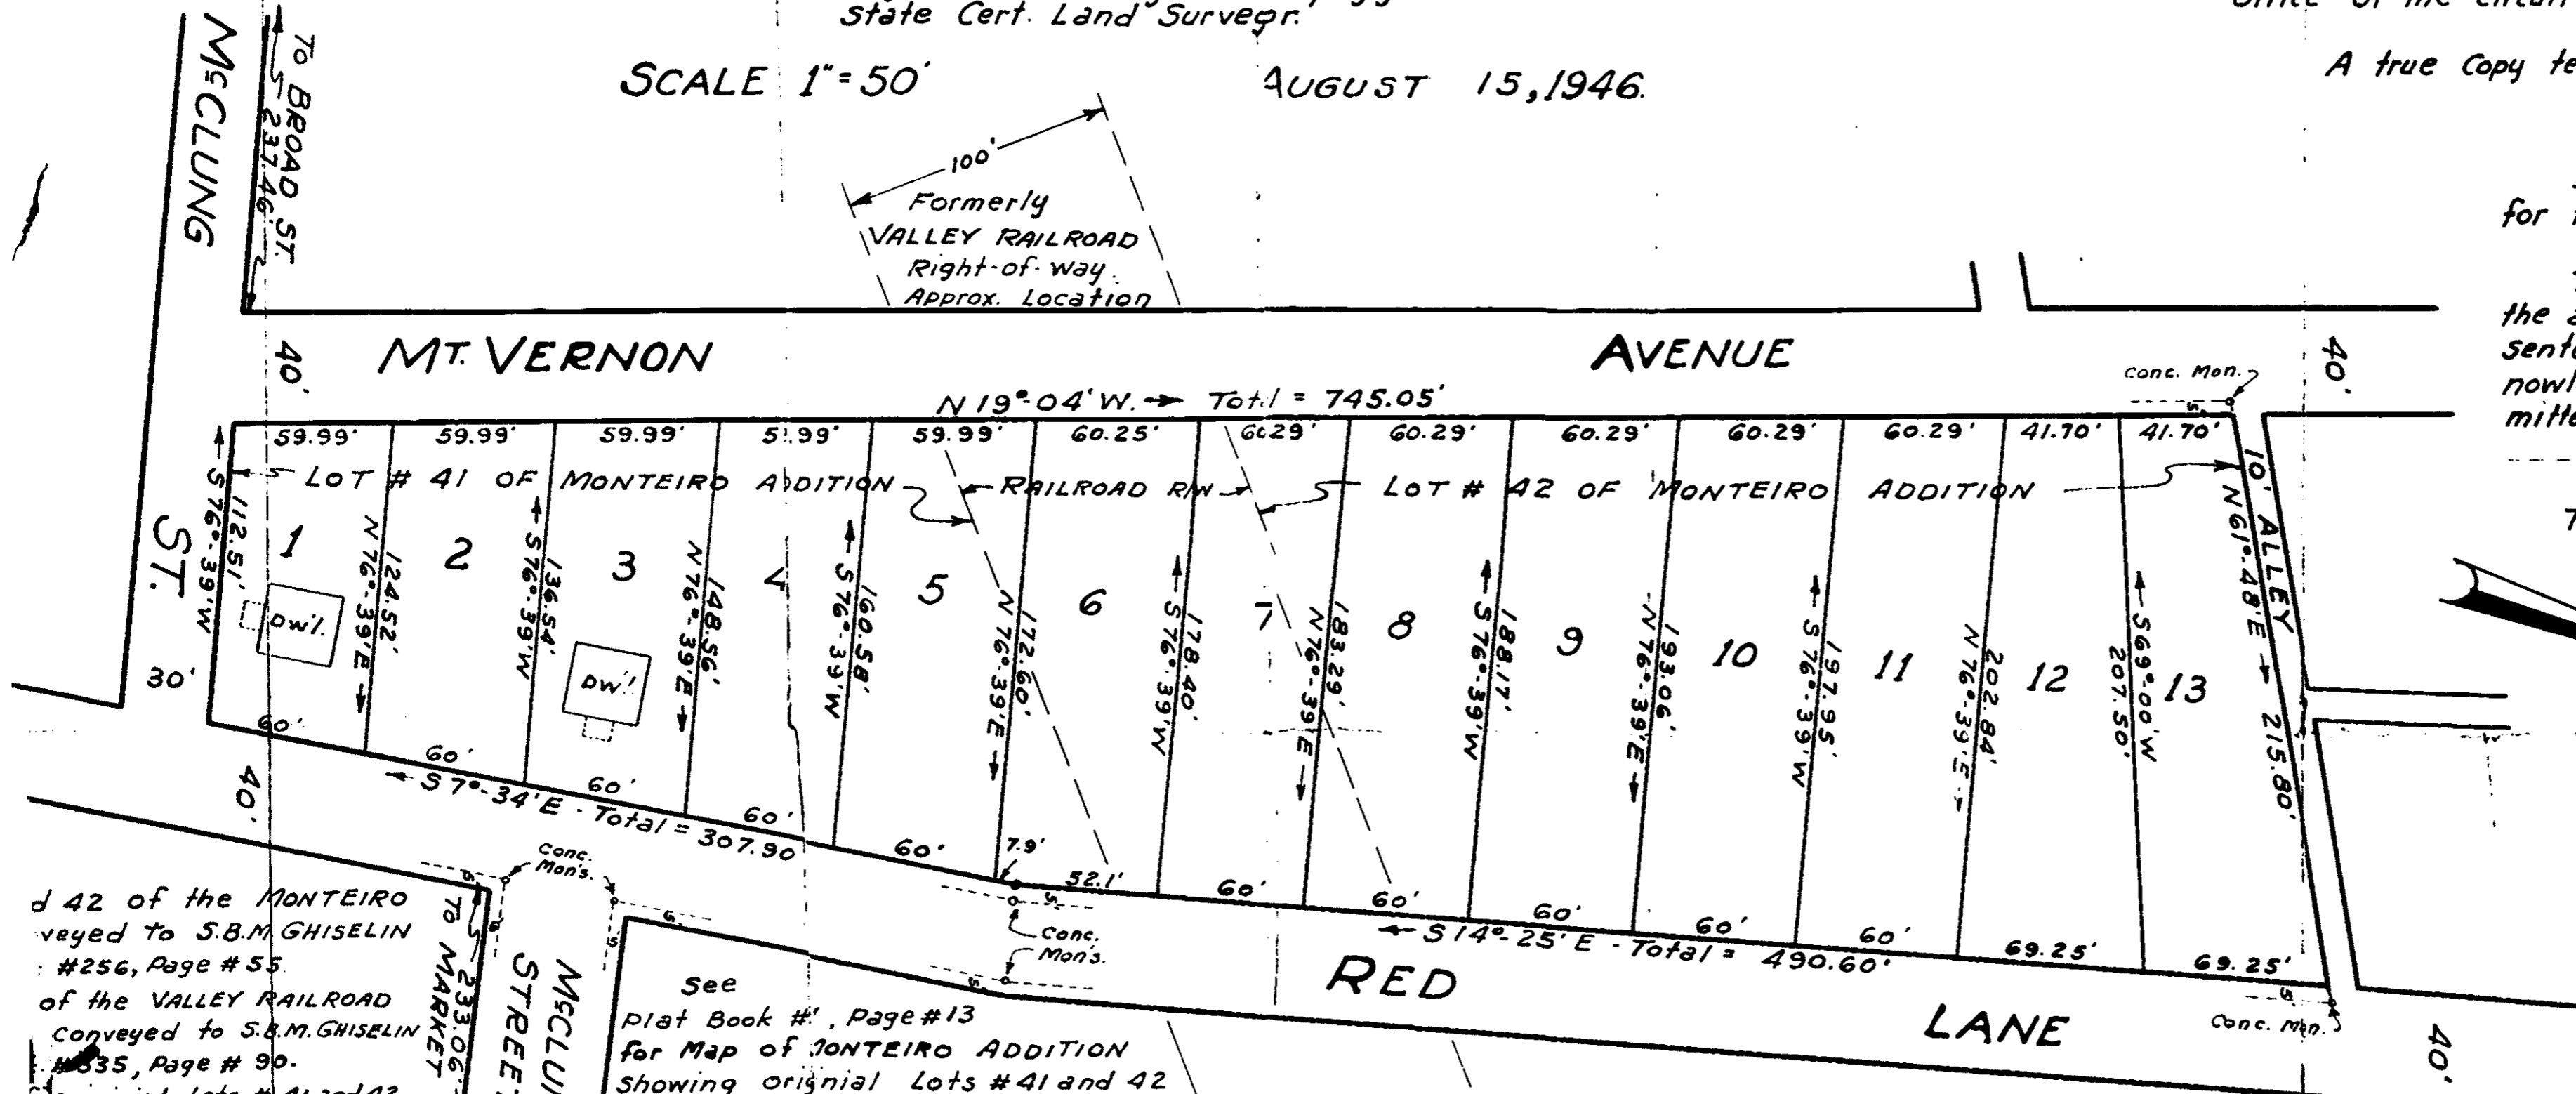 State Cert. Land Surveyr.
SCALE 1"=50'
AUGUST 15, 1946.
A true Copy
McCLUNG
ST.
TO BROAD ST.
237.46'
100'
Formerly
VALLEY RAILROAD
Right-of-way.
Approx. Location
for
the
40'
MT. VERNON
AVENUE
40'
Conc. Mon.
N 19°-04' W. → Total = 745.05'
59.99'
59.99'
59.99'
59.99'
60.25'
60.29'
60.29'
60.29'
60.29'
41.70'
41.70'
LOT # 41 OF MONTEIRO ADDITION
RAILROAD R/W
LOT # 42 OF MONTEIRO ADDITION
10' ALLEY
N 61°-48' E → 215.80'
112.51'
← S 76°-39' W
1
Dwl.
124.52'
N 76°-39' E →
2
136.54'
← S 76°-39' W
3
Dwl.
148.56'
N 76°-39' E →
4
160.58'
← S 76°-39' W
5
172.60'
N 76°-39' E →
6
178.40'
← S 76°-39' W
7
183.29'
N 76°-39' E →
8
188.17'
← S 76°-39' W
9
193.06'
N 76°-39' E →
10
197.95'
← S 76°-39' W
11
202.84'
N 76°-39' E →
12
← S 69°-00' W
207.50'
13
30'
60'
60'
60'
60'
60'
7.9'
52.1'
60'
60'
60'
60'
60'
69.25'
69.25'
← S 7°-34' E - Total = 307.90
← S 14°-25' E - Total = 490.60'
40'
Conc.
Mon's.
Conc.
Mon's.
Conc. Mon.
RED
LANE
40'
d 42 of the MONTEIRO
veyed to S.B.M. GHISELIN
#256, Page # 55.
of the VALLEY RAILROAD
Conveyed to S.B.M. GHISELIN
Page # 90.
Lots # 41 and 42
TO MARKET
233.06'
STREET
See
Plat Book #1, Page #13
for Map of MONTEIRO ADDITION
Showing orignial Lots # 41 and 42